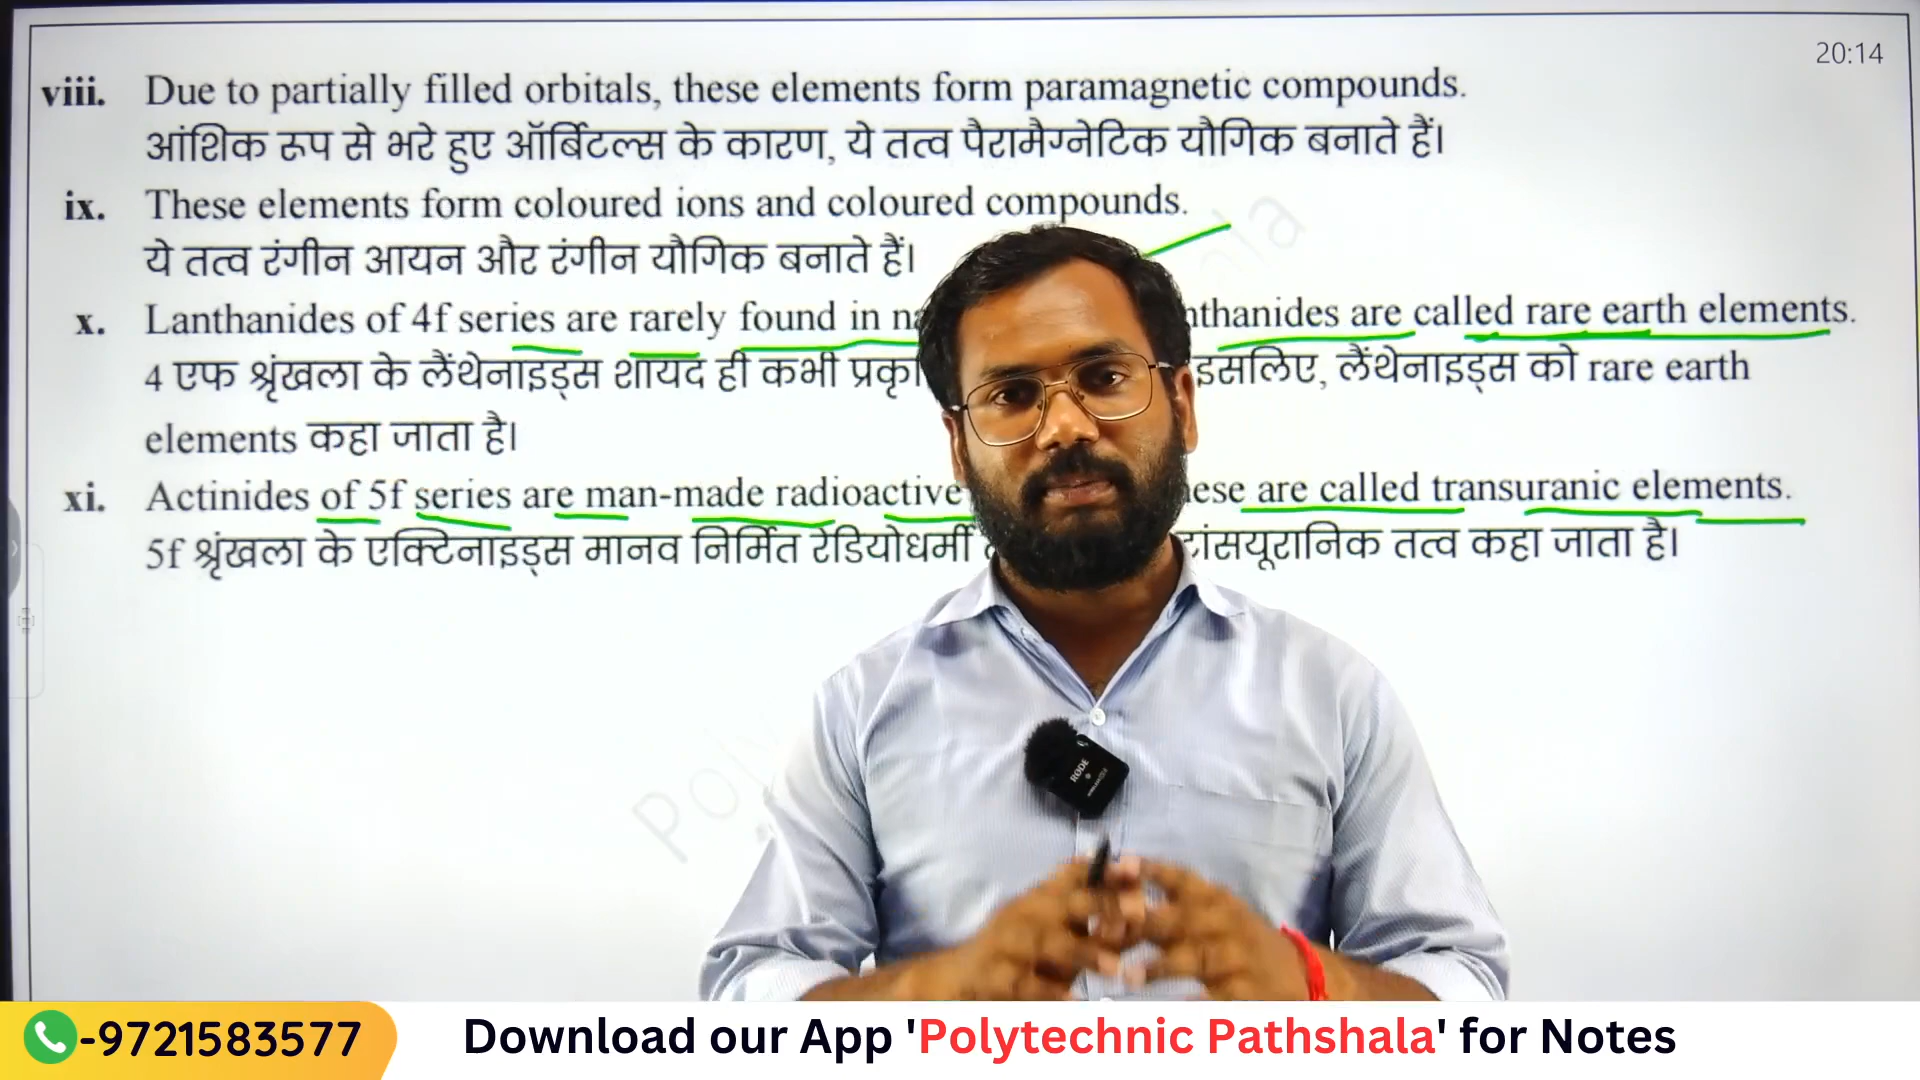 20:14
viii. Due to partially filled orbitals, these elements form paramagnetic compounds.
आंशिक रूप से भरे हुए ऑर्बिटल्स के कारण, ये तत्व पैरामैग्नेटिक यौगिक बनाते हैं।
ix. These elements form coloured ions and coloured compounds.
ये तत्व रंगीन आयन और रंगीन यौगिक बनाते हैं।
x. Lanthanides of 4f series are rarely found in are called rare earth elements.
4 एफ श्रृंखला के लैंथेनाइड्स शायद ही कभी इसलिए, लैंथेनाइड्स को rare earth
elements कहा जाता है।
xi. Actinides of 5f series are man-made radioactive are called transuranic elements.
5f श्रृंखला के एक्टिनाइड्स मानव निर्मित रेडियोधर्मी ट्रांसयूरानिक तत्व कहा जाता है।
RØDE
-9721583577
Download our App 'Polytechnic Pathshala' for Notes